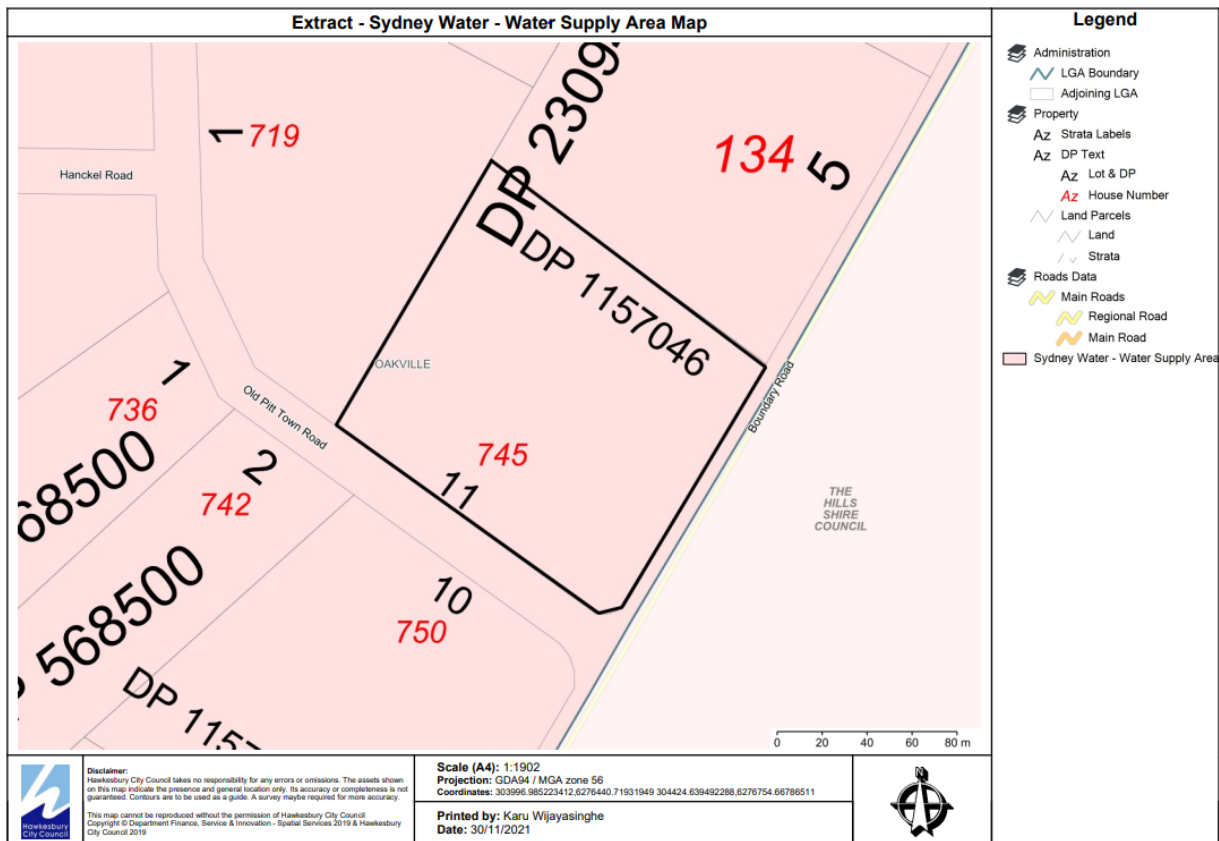 Extract - Sydney Water - Water Supply Area Map
Hanckel Road
1
719
DP 2309
134
5
DP 1157046
OAKVILLE
Boundary Road
1
736
Old Pitt Town Road
745
11
2
742
68500
THE
HILLS
SHIRE
COUNCIL
10
750
568500
DP 1157
0 20 40 60 80 m
Legend
Administration
LGA Boundary
Adjoining LGA
Property
Az Strata Labels
Az DP Text
Az Lot & DP
Az House Number
Land Parcels
Land
Strata
Roads Data
Main Roads
Regional Road
Main Road
Sydney Water - Water Supply Area
Hawkesbury
City Council
Disclaimer:
Hawkesbury City Council takes no responsibility for any errors or omissions. The assets shown
on this map indicate the presence and general location only. Its accuracy or completeness is not
guaranteed. Contours are to be used as a guide. A survey maybe required for more accuracy.
This map cannot be reproduced without the permission of Hawkesbury City Council
Copyright © Department Finance, Service & Innovation - Spatial Services 2019 & Hawkesbury
City Council 2019
Scale (A4): 1:1902
Projection: GDA94 / MGA zone 56
Coordinates: 303996.985223412,6276440.71931949 304424.639492288,6276754.66786511
Printed by: Karu Wijayasinghe
Date: 30/11/2021
N